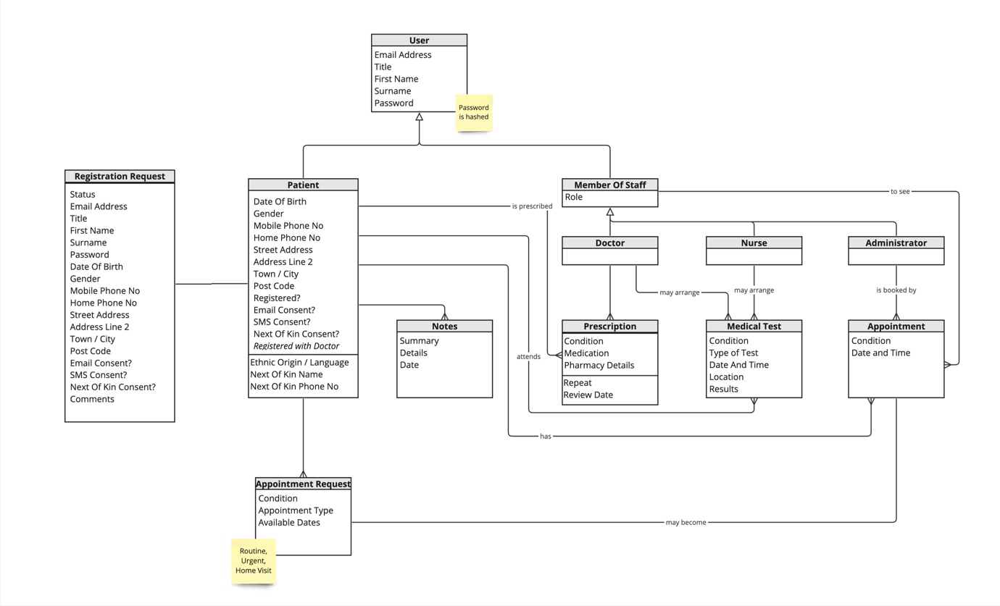 User
Email Address
Title
First Name
Surname
Password
Password
is hashed
Registration Request
Status
Email Address
Title
First Name
Surname
Password
Date Of Birth
Gender
Mobile Phone No
Home Phone No
Street Address
Address Line 2
Town / City
Post Code
Email Consent?
SMS Consent?
Next Of Kin Consent?
Comments
Patient
Date Of Birth
Gender
Mobile Phone No
Home Phone No
Street Address
Address Line 2
Town / City
Post Code
Registered?
Email Consent?
SMS Consent?
Next Of Kin Consent?
Registered with Doctor
Ethnic Origin / Language
Next Of Kin Name
Next Of Kin Phone No
Member Of Staff
Role
to see
is prescribed
Doctor
Nurse
Administrator
may arrange
may arrange
is booked by
Notes
Summary
Details
Date
attends
Prescription
Condition
Medication
Pharmacy Details
Repeat
Review Date
Medical Test
Condition
Type of Test
Date And Time
Location
Results
Appointment
Condition
Date and Time
has
Appointment Request
Condition
Appointment Type
Available Dates
may become
Routine,
Urgent,
Home Visit